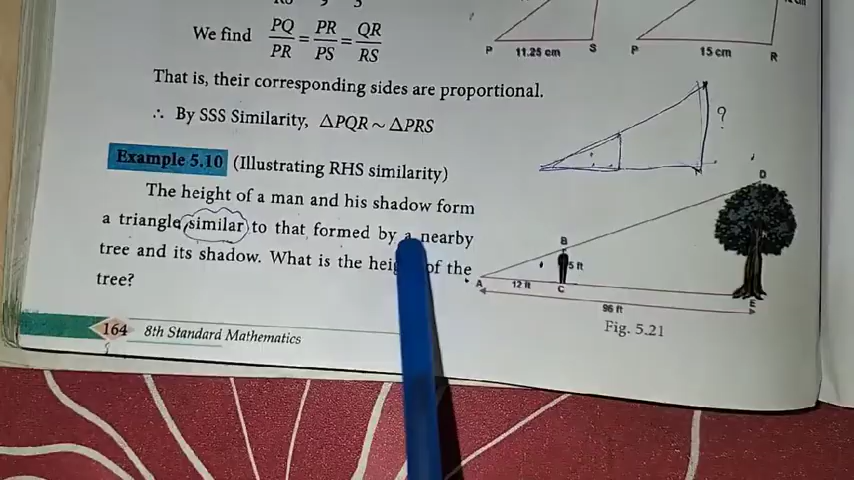 We find PQ/PR = PR/PS = QR/RS
P 11.25 cm S
P 15 cm R
That is, their corresponding sides are proportional.
∴ By SSS Similarity, △PQR ~ △PRS
?
Example 5.10 (Illustrating RHS similarity)
The height of a man and his shadow form
a triangle, similar to that formed by a nearby
tree and its shadow. What is the of the
tree?
D
B
5 ft
A 12 ft C E
96 ft
Fig. 5.21
164 8th Standard Mathematics